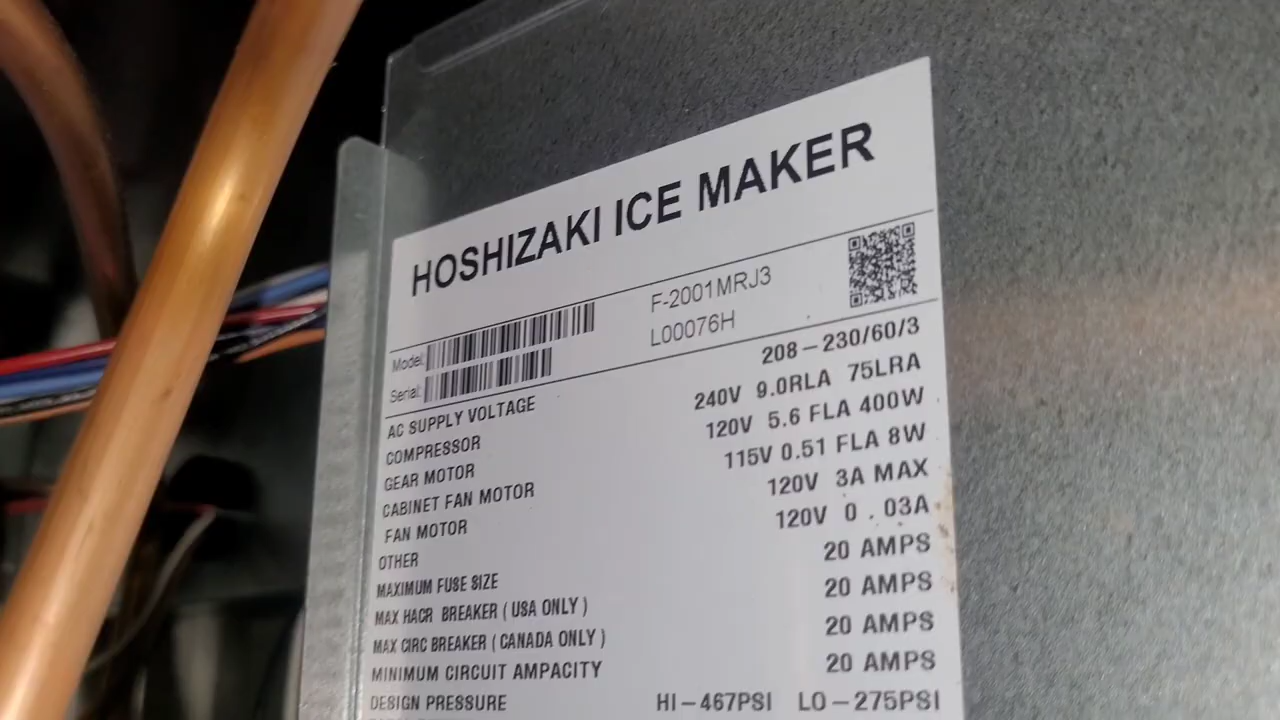 HOSHIZAKI ICE MAKER
Model: F-2001MRJ3
Serial: L00076H
AC SUPPLY VOLTAGE 208-230/60/3
COMPRESSOR 240V 9.0RLA 75LRA
GEAR MOTOR 120V 5.6 FLA 400W
CABINET FAN MOTOR 115V 0.51 FLA 8W
FAN MOTOR 120V 3A MAX
OTHER 120V 0.03A
MAXIMUM FUSE SIZE 20 AMPS
MAX HACR BREAKER (USA ONLY) 20 AMPS
MAX CIRC BREAKER (CANADA ONLY) 20 AMPS
MINIMUM CIRCUIT AMPACITY 20 AMPS
DESIGN PRESSURE HI-467PSI LO-275PSI